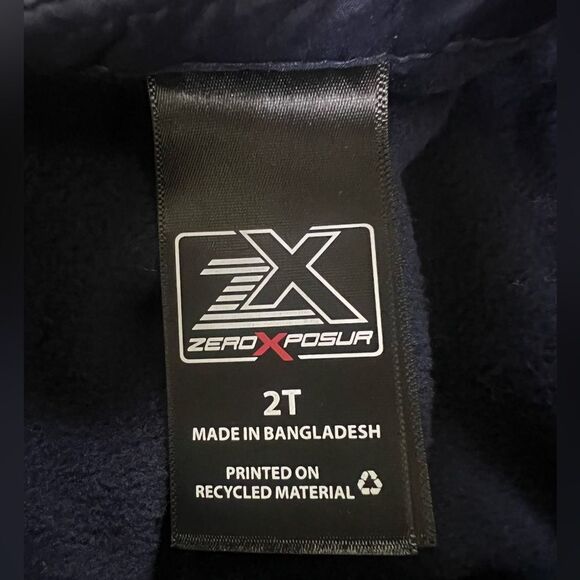 ZX
ZEROXPOSUR
2T
MADE IN BANGLADESH
PRINTED ON
RECYCLED MATERIAL